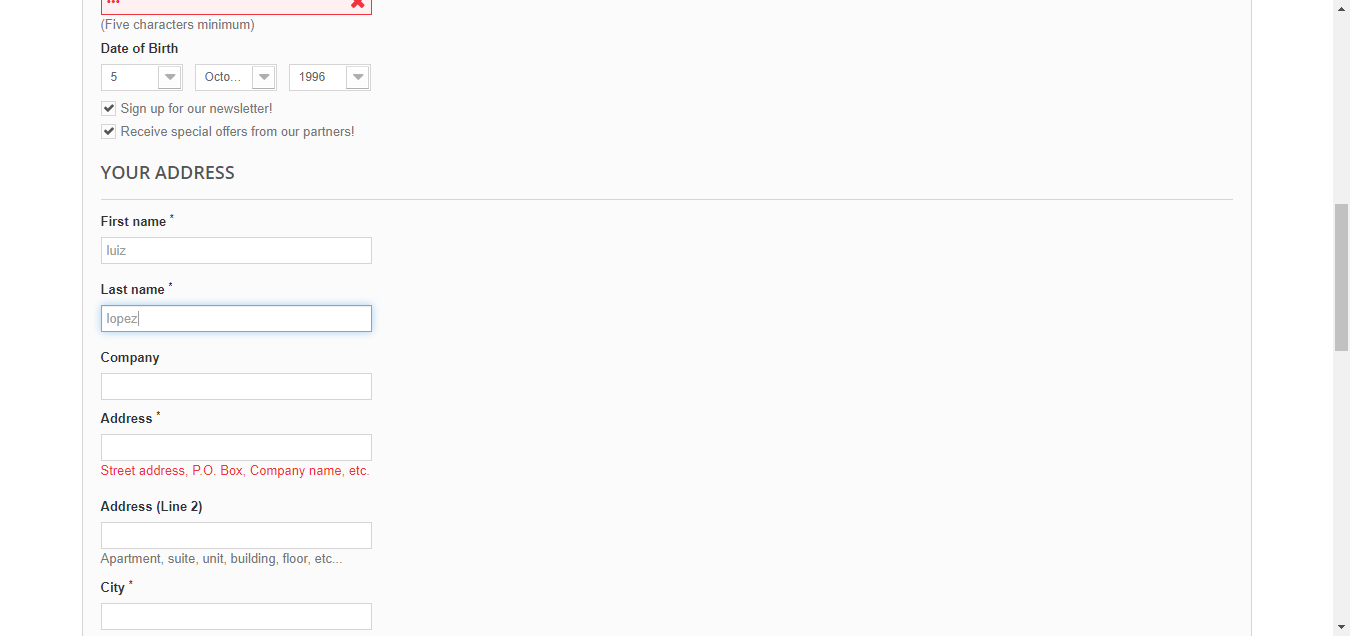 (Five characters minimum)
Date of Birth
5 Octo... 1996
Sign up for our newsletter!
Receive special offers from our partners!
YOUR ADDRESS
First name *
luiz
Last name *
lopez
Company
Address *
Street address, P.O. Box, Company name, etc.
Address (Line 2)
Apartment, suite, unit, building, floor, etc...
City *